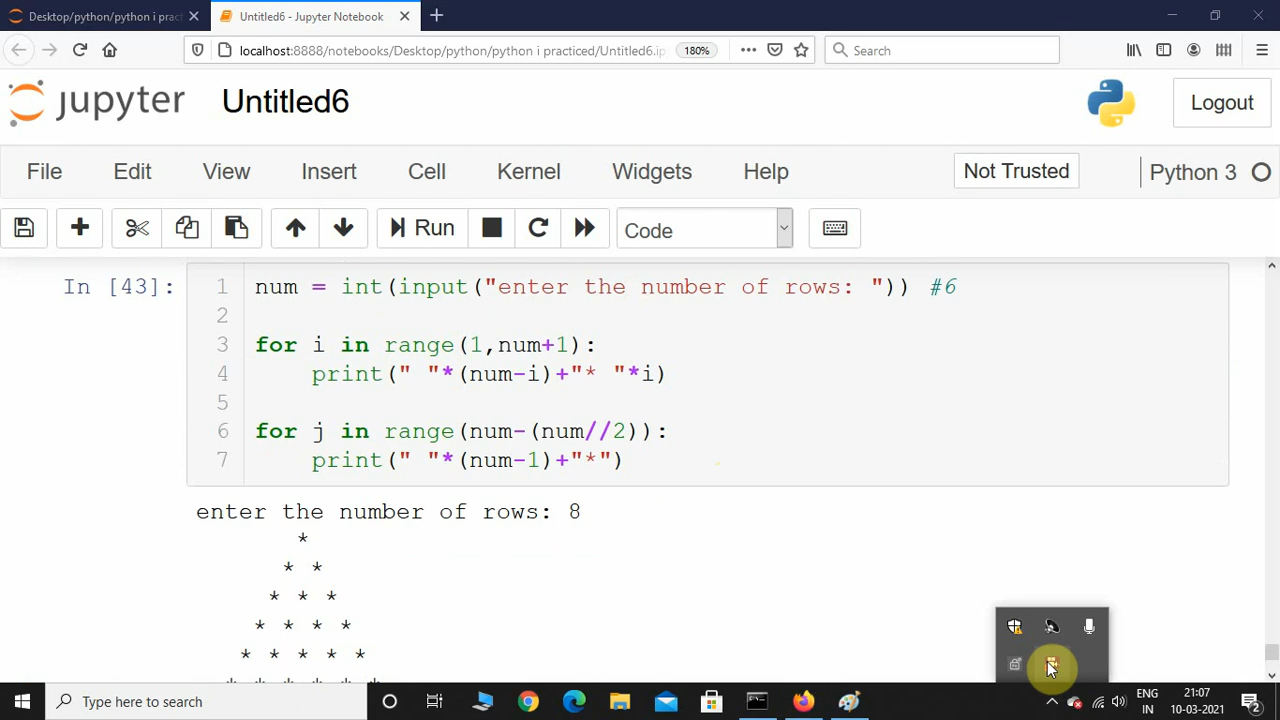 Desktop/python/python i pract
Untitled6 - Jupyter Notebook
localhost:8888/notebooks/Desktop/python/python i practiced/Untitled6.ip
180%
Search
jupyter Untitled6
Logout
File Edit View Insert Cell Kernel Widgets Help
Not Trusted
Python 3
Run
Code
In [43]:
1 num = int(input("enter the number of rows: ")) #6
2
3 for i in range(1,num+1):
4     print(" "*(num-i)+"* "*i)
5
6 for j in range(num-(num//2)):
7     print(" "*(num-1)+"*")
enter the number of rows: 8
*
* *
* * *
* * * *
* * * * *
* * * * * *
Type here to search
ENG
IN
21:07
10-03-2021
2